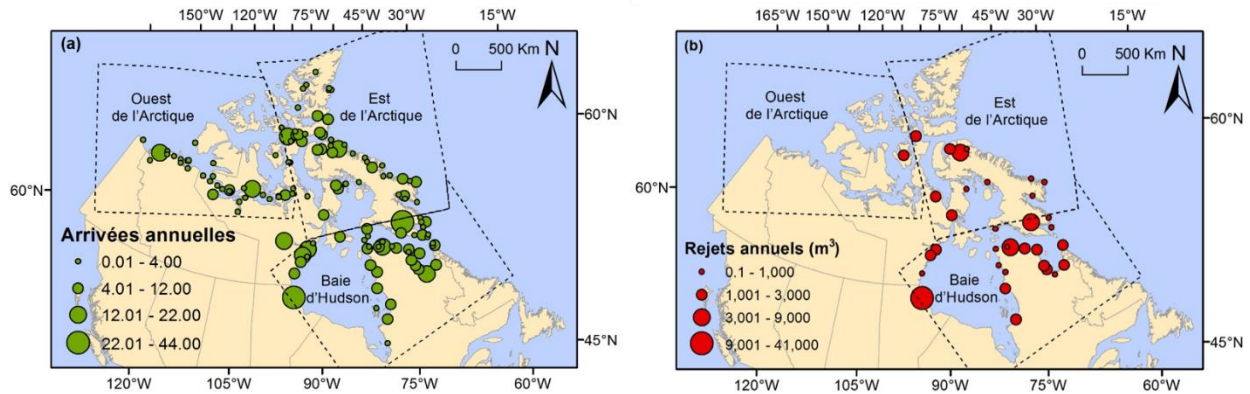 150°W 120°W 90°W 75°W 60°W 45°W 30°W 15°W
(a)
0 500 Km
N
Ouest
de l'Arctique
Est
de l'Arctique
60°N
60°N
Arrivées annuelles
0.01 - 4.00
4.01 - 12.00
12.01 - 22.00
22.01 - 44.00
Baie
d'Hudson
45°N
120°W 105°W 90°W 75°W 60°W
165°W 150°W 120°W 90°W 75°W 60°W 45°W 30°W 15°W
(b)
0 500 Km
N
Ouest
de l'Arctique
Est
de l'Arctique
60°N
60°N
Rejets annuels (m³)
0.1 - 1,000
1,001 - 3,000
3,001 - 9,000
9,001 - 41,000
Baie
d'Hudson
45°N
120°W 105°W 90°W 75°W 60°W